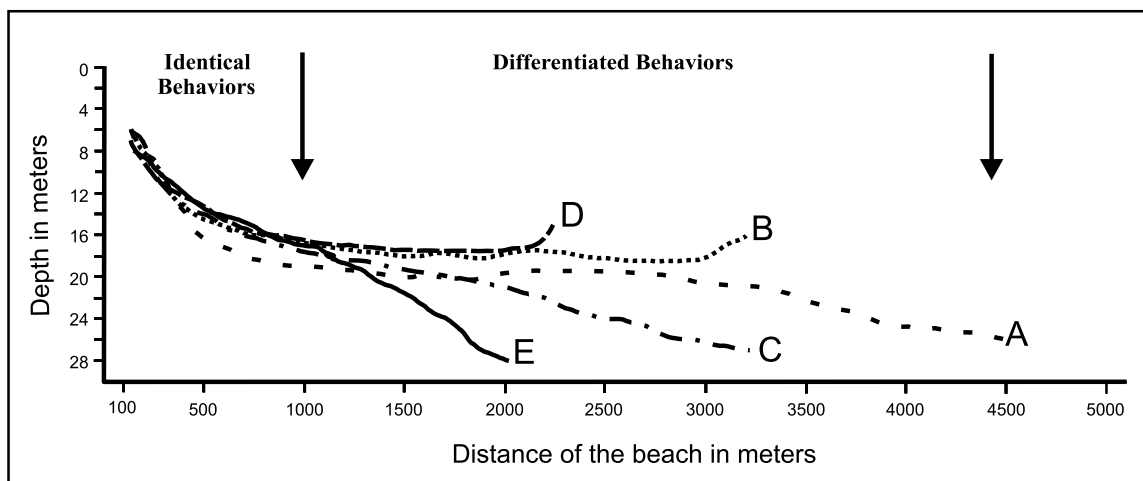 Identical
Behaviors
Differentiated Behaviors
Depth in meters
0
4
8
12
16
20
24
28
D
B
A
C
E
100
500
1000
1500
2000
2500
3000
3500
4000
4500
5000
Distance of the beach in meters